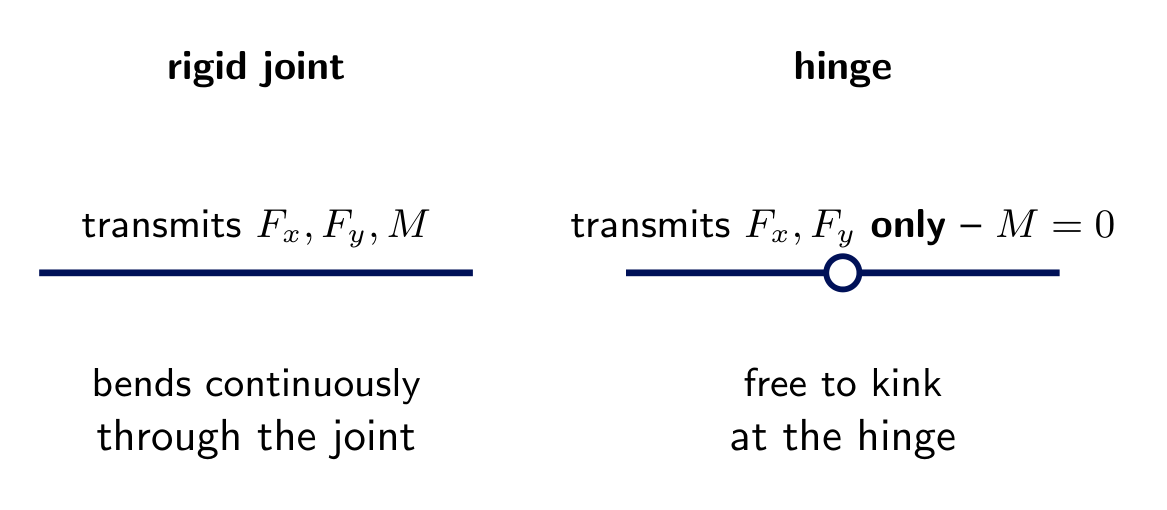 rigid joint
hinge
transmits $F_x, F_y, M$
transmits $F_x, F_y$ only – $M = 0$
bends continuously
through the joint
free to kink
at the hinge